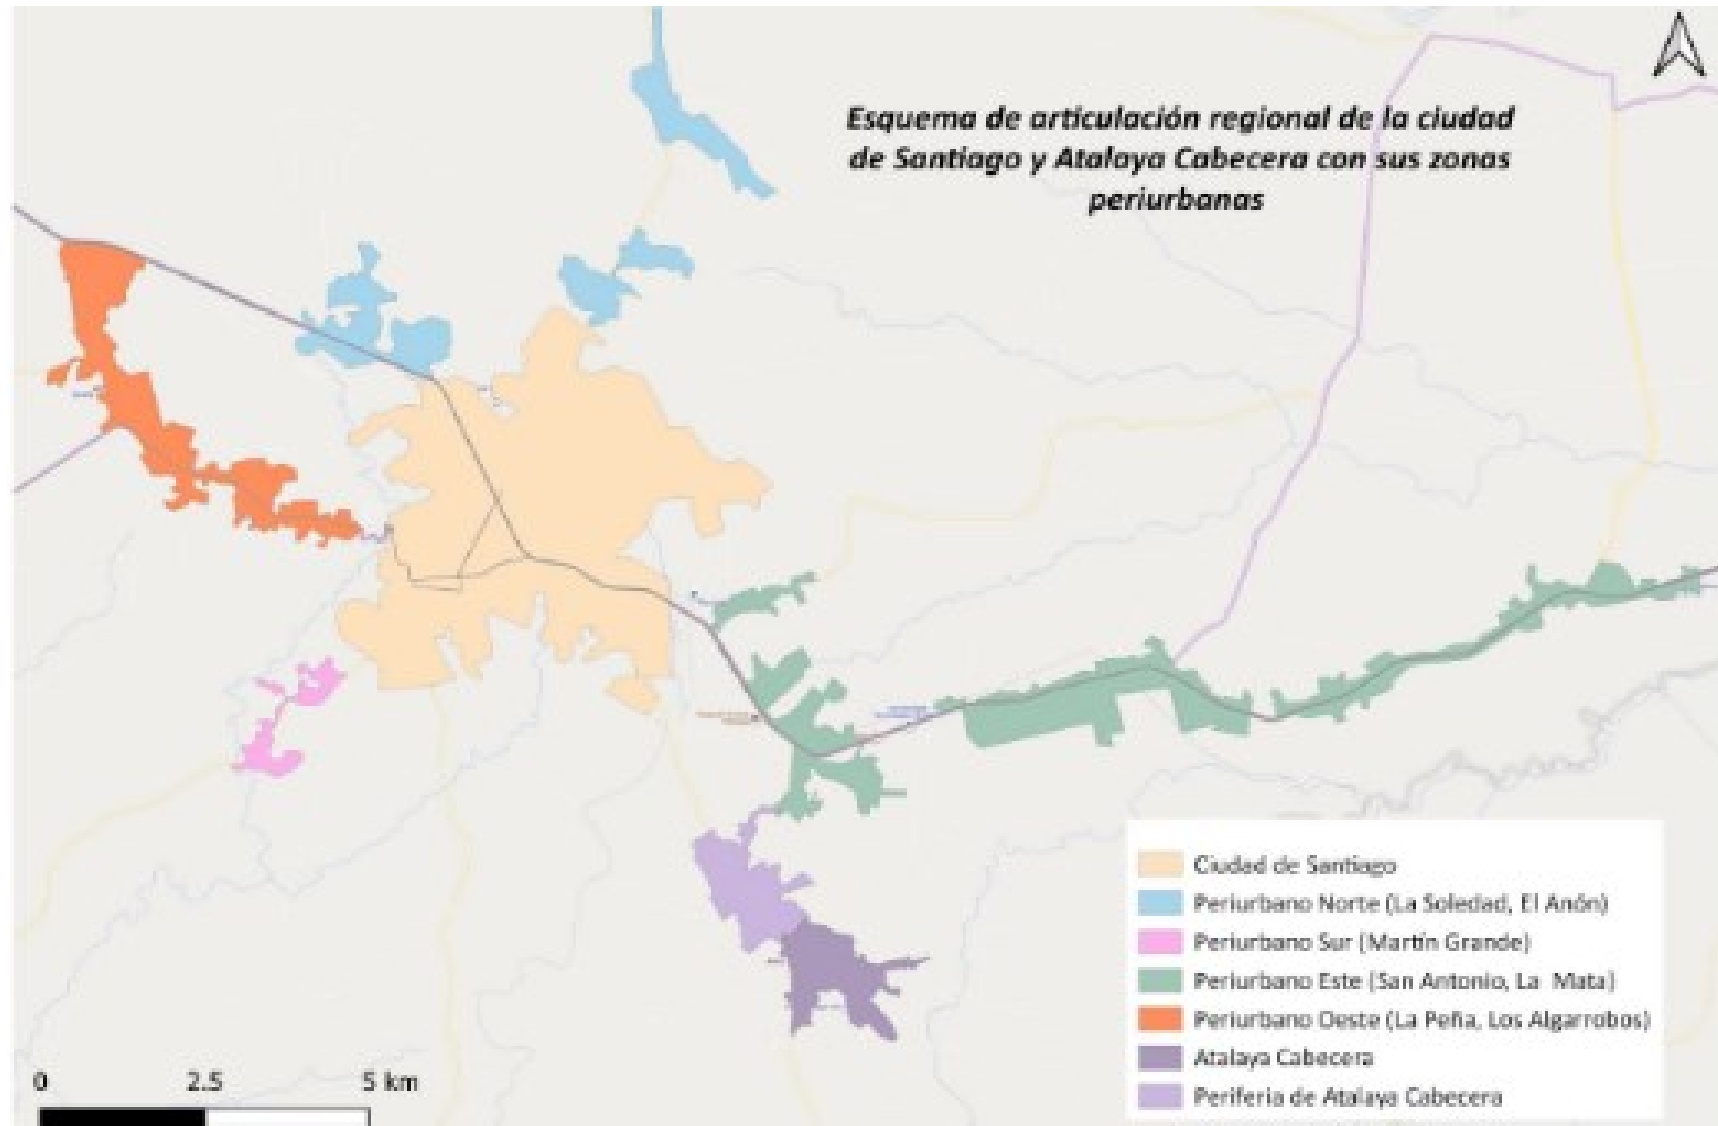 Esquema de articulación regional de la ciudad
de Santiago y Atalaya Cabecera con sus zonas
periurbanas
Ciudad de Santiago
Periurbano Norte (La Soledad, El Anón)
Periurbano Sur (Martín Grande)
Periurbano Este (San Antonio, La Mata)
Periurbano Oeste (La Peña, Los Algarrobos)
Atalaya Cabecera
Periferia de Atalaya Cabecera
0 2.5 5 km